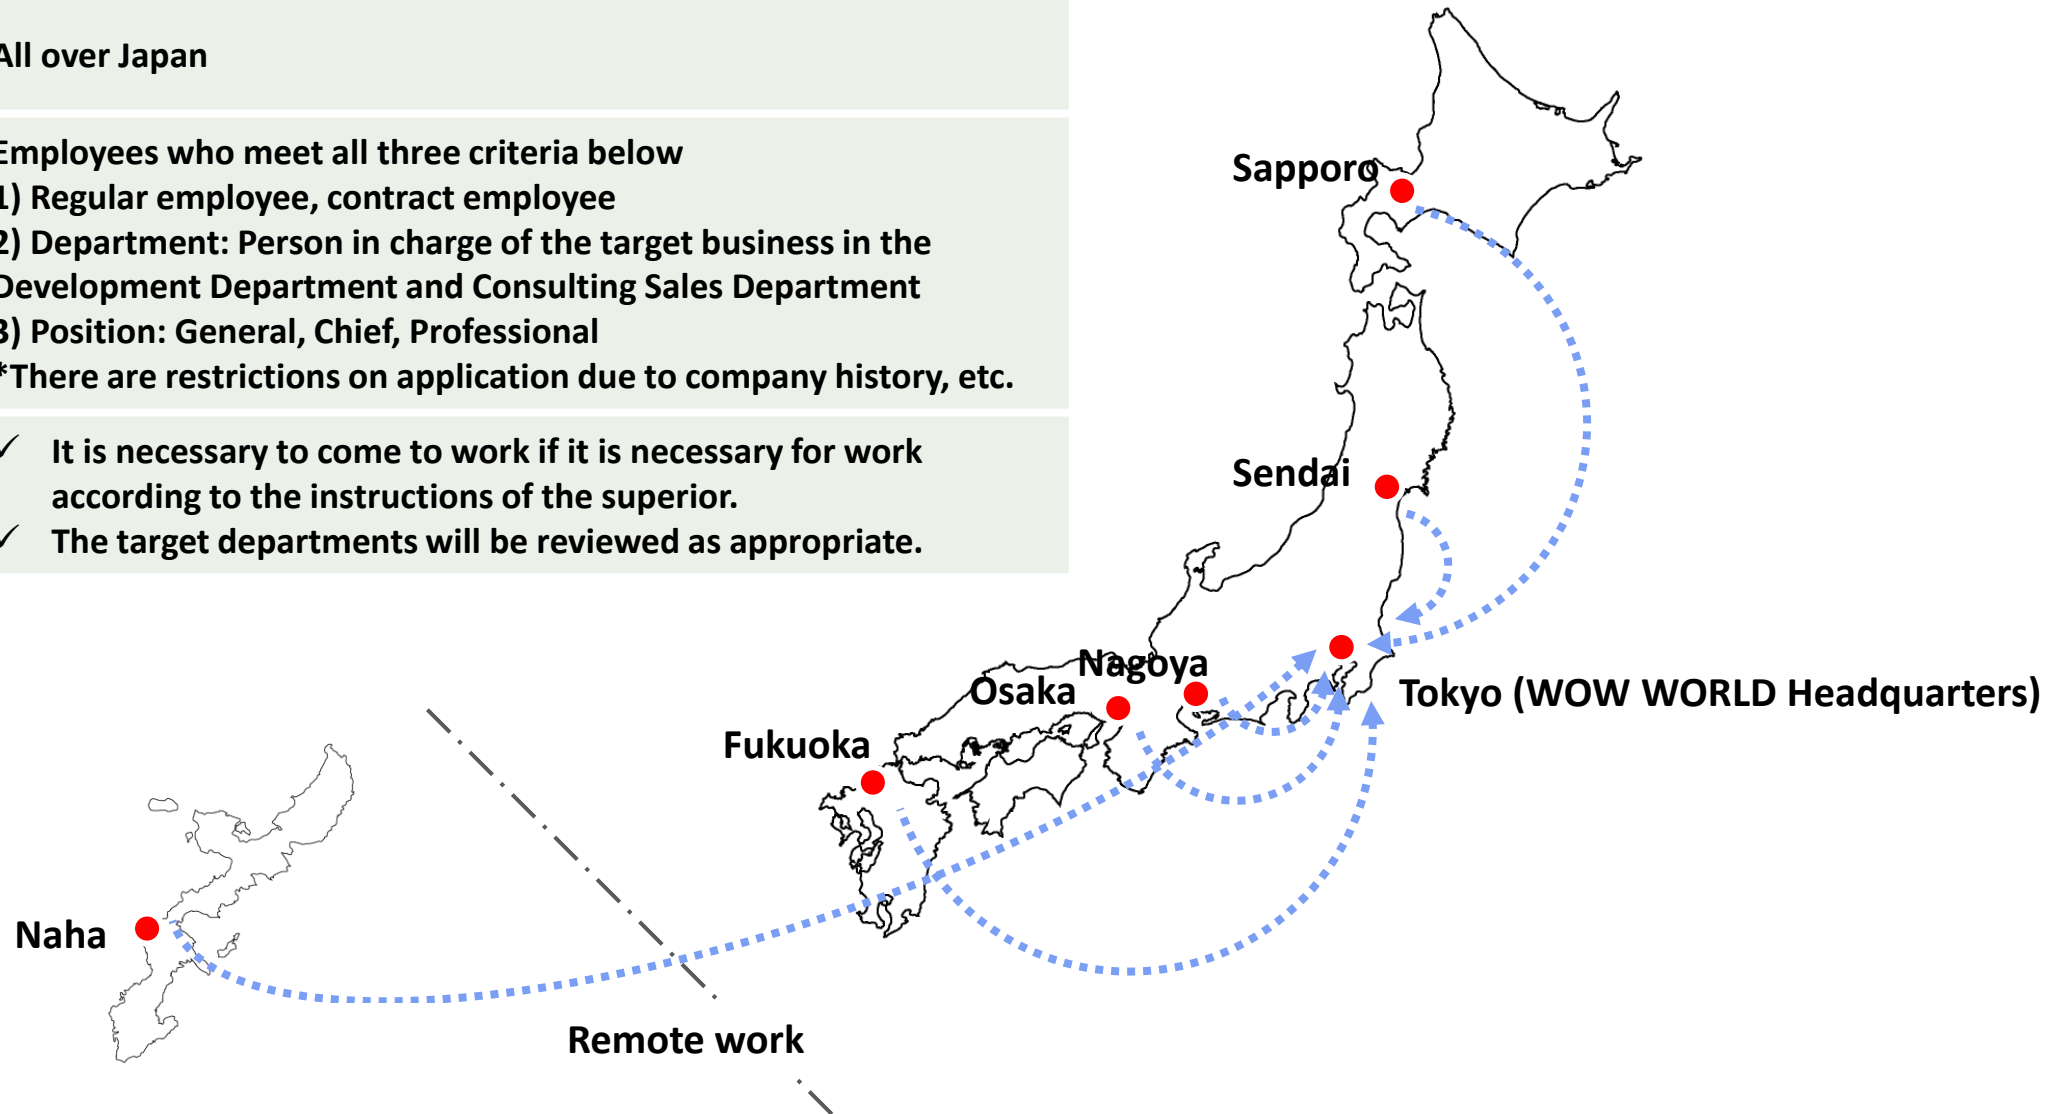 All over Japan
Employees who meet all three criteria below
1) Regular employee, contract employee
2) Department: Person in charge of the target business in the
Development Department and Consulting Sales Department
3) Position: General, Chief, Professional
*There are restrictions on application due to company history, etc.
✓ It is necessary to come to work if it is necessary for work
according to the instructions of the superior.
✓ The target departments will be reviewed as appropriate.
Sapporo
Sendai
Nagoya
Osaka
Tokyo (WOW WORLD Headquarters)
Fukuoka
Naha
Remote work